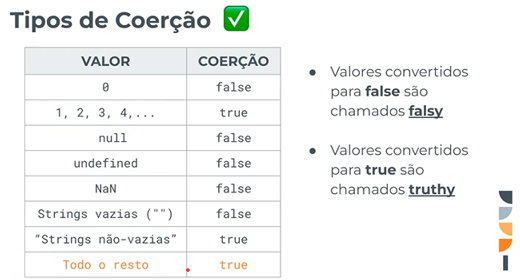 Tipos de Coerção ✅
VALOR COERÇÃO
0 false
1, 2, 3, 4,... true
null false
undefined false
NaN false
Strings vazias ("") false
“Strings não-vazias” true
Todo o resto true
● Valores convertidos
para false são
chamados falsy
● Valores convertidos
para true são
chamados truthy